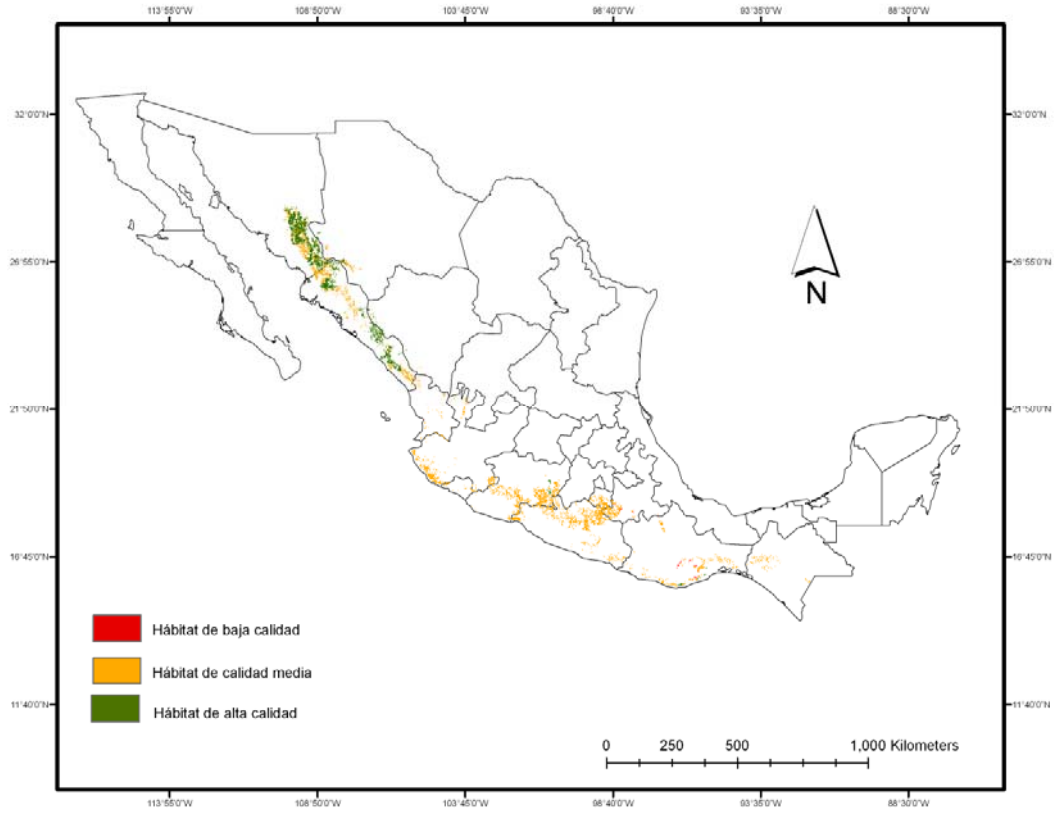 113°55'0"W 108°50'0"W 103°45'0"W 98°40'0"W 93°35'0"W 88°30'0"W
32°0'0"N 32°0'0"N
26°55'0"N 26°55'0"N
N
21°50'0"N 21°50'0"N
16°45'0"N 16°45'0"N
Hábitat de baja calidad
Hábitat de calidad media
11°40'0"N Hábitat de alta calidad 11°40'0"N
0 250 500 1,000 Kilometers
113°55'0"W 108°50'0"W 103°45'0"W 98°40'0"W 93°35'0"W 88°30'0"W